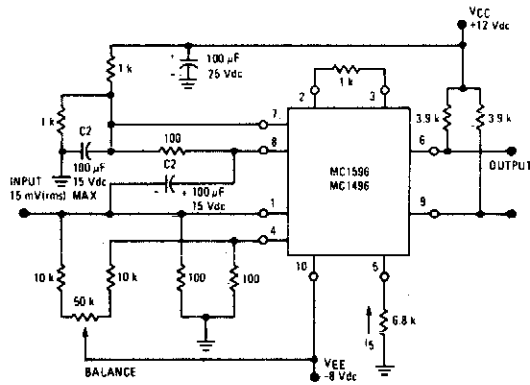 VCC
+12 Vdc
+
100 μF
-
25 Vdc
1 k
1 k
2
3
1 k
3.9 k
3.9 k
7
C2
100
8
6
100 μF
15 Vdc
MAX
C2
- + 100 μF
15 Vdc
MC1596
MC1496
OUTPUT
INPUT
15 mV(rms)
1
9
4
10
5
10 k
10 k
100
100
50 k
I5
6.8 k
BALANCE
VEE
-8 Vdc